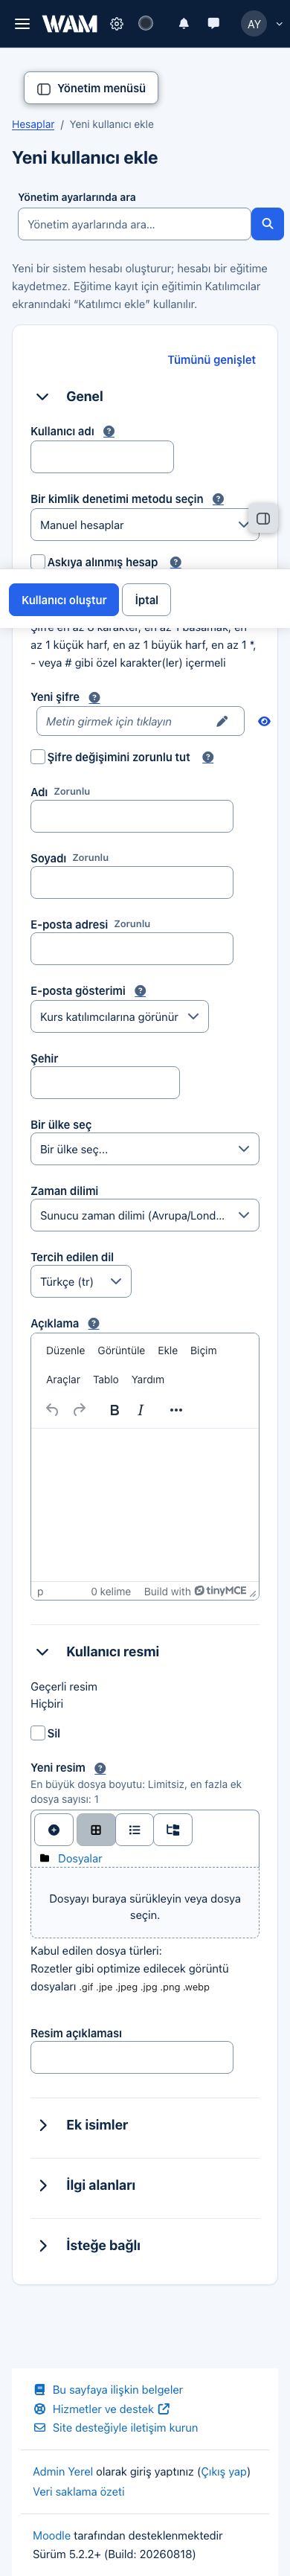 WAM
AY
Yönetim menüsü
Hesaplar / Yeni kullanıcı ekle
Yeni kullanıcı ekle
Yönetim ayarlarında ara
Yönetim ayarlarında ara...
Yeni bir sistem hesabı oluşturur; hesabı bir eğitime
kaydetmez. Eğitime kayıt için eğitimin Katılımcılar
ekranındaki “Katılımcı ekle” kullanılır.
Tümünü genişlet
Genel
Kullanıcı adı
Bir kimlik denetimi metodu seçin
Manuel hesaplar
Askıya alınmış hesap
Kullanıcı oluştur
İptal
Şifre en az 8 karakter, en az 1 basamak, en
az 1 küçük harf, en az 1 büyük harf, en az 1 *,
- veya # gibi özel karakter(ler) içermeli
Yeni şifre
Metin girmek için tıklayın
Şifre değişimini zorunlu tut
Adı Zorunlu
Soyadı Zorunlu
E-posta adresi Zorunlu
E-posta gösterimi
Kurs katılımcılarına görünür
Şehir
Bir ülke seç
Bir ülke seç...
Zaman dilimi
Sunucu zaman dilimi (Avrupa/Lond...
Tercih edilen dil
Türkçe (tr)
Açıklama
Düzenle Görüntüle Ekle Biçim
Araçlar Tablo Yardım
B I
p 0 kelime Build with tinyMCE
Kullanıcı resmi
Geçerli resim
Hiçbiri
Sil
Yeni resim
En büyük dosya boyutu: Limitsiz, en fazla ek
dosya sayısı: 1
Dosyalar
Dosyayı buraya sürükleyin veya dosya
seçin.
Kabul edilen dosya türleri:
Rozetler gibi optimize edilecek görüntü
dosyaları .gif .jpe .jpeg .jpg .png .webp
Resim açıklaması
Ek isimler
İlgi alanları
İsteğe bağlı
Bu sayfaya ilişkin belgeler
Hizmetler ve destek
Site desteğiyle iletişim kurun
Admin Yerel olarak giriş yaptınız (Çıkış yap)
Veri saklama özeti
Moodle tarafından desteklenmektedir
Sürüm 5.2.2+ (Build: 20260818)